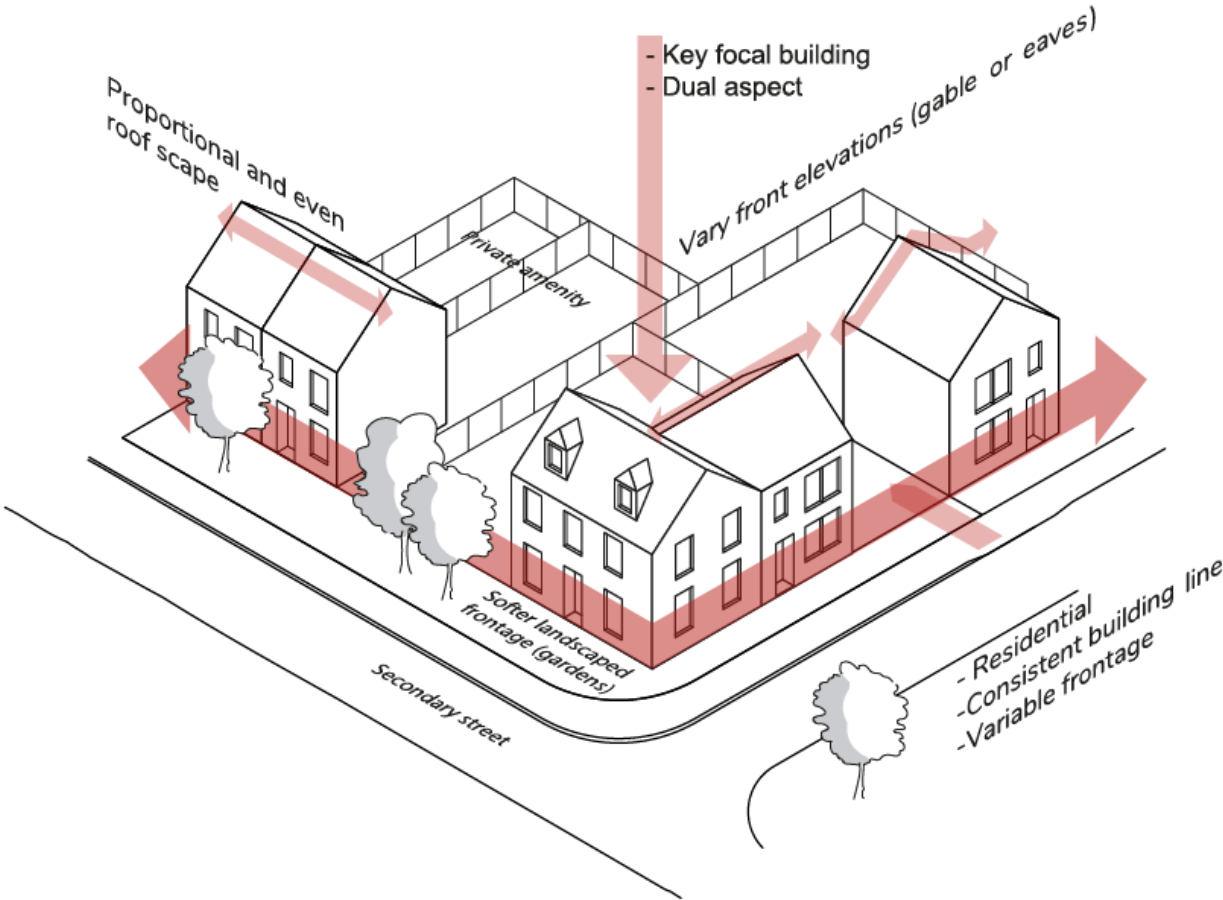 - Key focal building
- Dual aspect
Proportional and even
roof scape
Vary front elevations (gable or eaves)
Private amenity
Softer landscaped
frontage (gardens)
Secondary street
- Residential
-Consistent building line
-Variable frontage